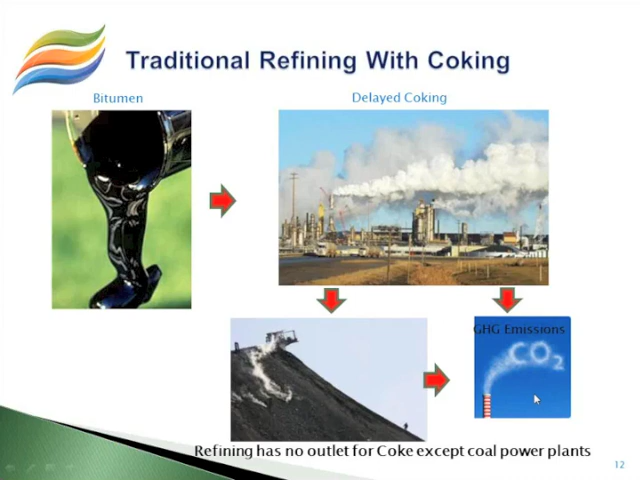 Traditional Refining With Coking
Bitumen
Delayed Coking
GHG Emissions
CO2
Refining has no outlet for Coke except coal power plants
12